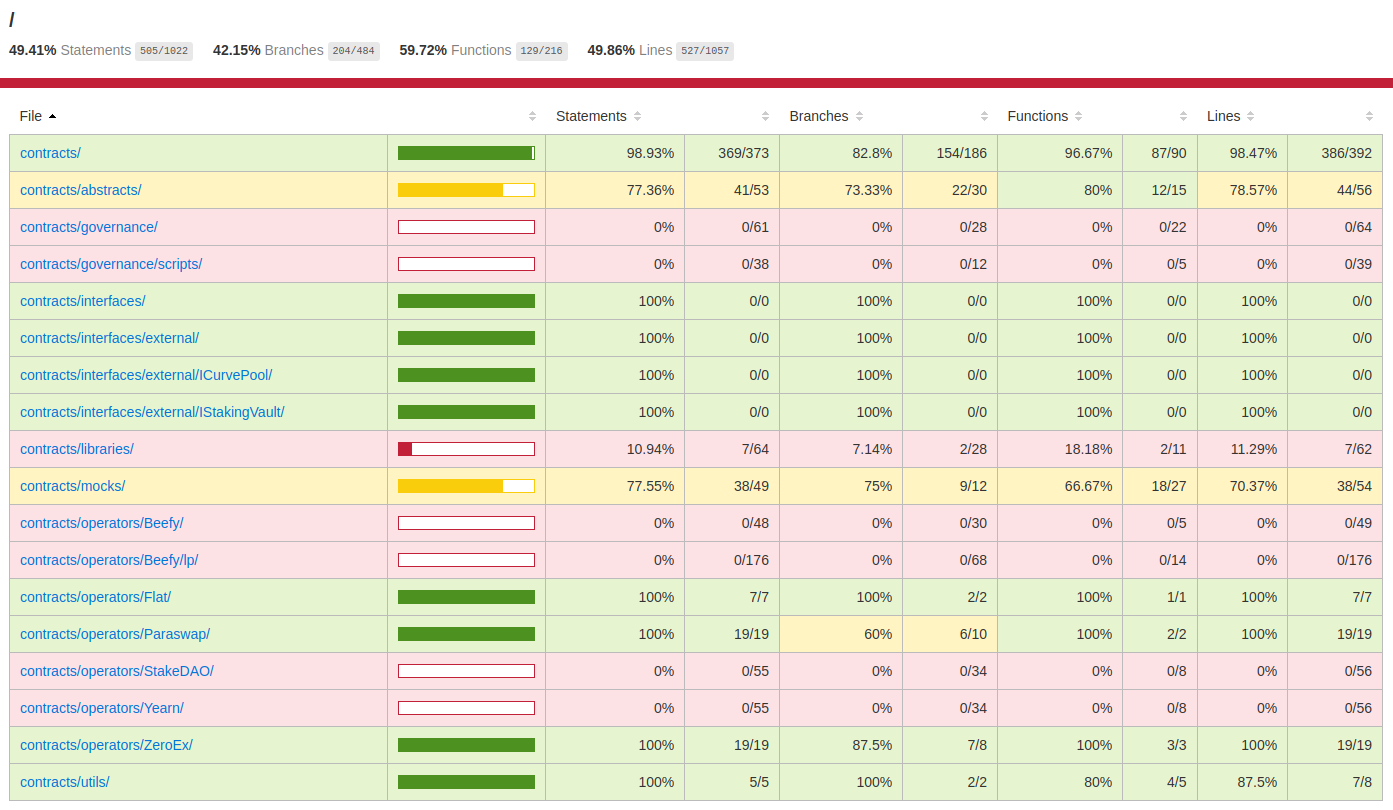 /
49.41% Statements 505/1022 42.15% Branches 204/484 59.72% Functions 129/216 49.86% Lines 527/1057
File Statements Branches Functions Lines
contracts/ 98.93% 369/373 82.8% 154/186 96.67% 87/90 98.47% 386/392
contracts/abstracts/ 77.36% 41/53 73.33% 22/30 80% 12/15 78.57% 44/56
contracts/governance/ 0% 0/61 0% 0/28 0% 0/22 0% 0/64
contracts/governance/scripts/ 0% 0/38 0% 0/12 0% 0/5 0% 0/39
contracts/interfaces/ 100% 0/0 100% 0/0 100% 0/0 100% 0/0
contracts/interfaces/external/ 100% 0/0 100% 0/0 100% 0/0 100% 0/0
contracts/interfaces/external/ICurvePool/ 100% 0/0 100% 0/0 100% 0/0 100% 0/0
contracts/interfaces/external/IStakingVault/ 100% 0/0 100% 0/0 100% 0/0 100% 0/0
contracts/libraries/ 10.94% 7/64 7.14% 2/28 18.18% 2/11 11.29% 7/62
contracts/mocks/ 77.55% 38/49 75% 9/12 66.67% 18/27 70.37% 38/54
contracts/operators/Beefy/ 0% 0/48 0% 0/30 0% 0/5 0% 0/49
contracts/operators/Beefy/lp/ 0% 0/176 0% 0/68 0% 0/14 0% 0/176
contracts/operators/Flat/ 100% 7/7 100% 2/2 100% 1/1 100% 7/7
contracts/operators/Paraswap/ 100% 19/19 60% 6/10 100% 2/2 100% 19/19
contracts/operators/StakeDAO/ 0% 0/55 0% 0/34 0% 0/8 0% 0/56
contracts/operators/Yearn/ 0% 0/55 0% 0/34 0% 0/8 0% 0/56
contracts/operators/ZeroEx/ 100% 19/19 87.5% 7/8 100% 3/3 100% 19/19
contracts/utils/ 100% 5/5 100% 2/2 80% 4/5 87.5% 7/8